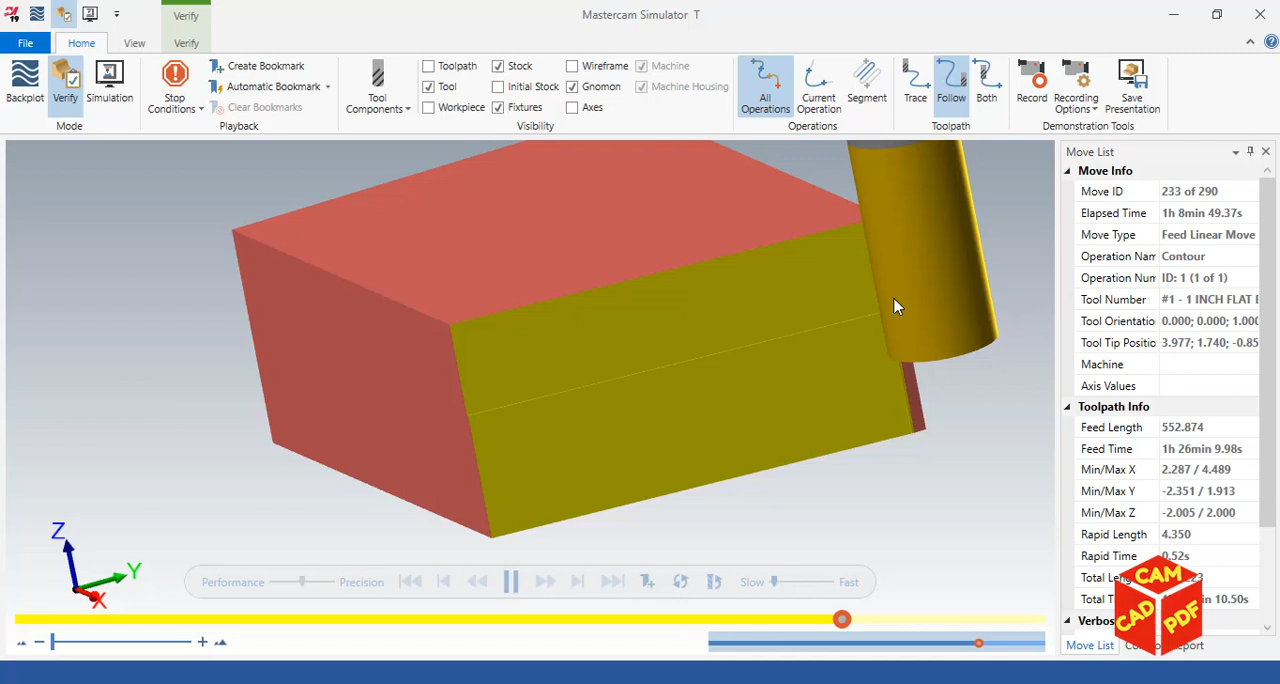 19
Verify
Mastercam Simulator T
File
Home
View
Verify
Backplot
Verify
Simulation
Mode
Stop
Conditions
Create Bookmark
Automatic Bookmark
Clear Bookmarks
Playback
Tool
Components
Toolpath
Stock
Wireframe
Machine
Tool
Initial Stock
Gnomon
Machine Housing
Workpiece
Fixtures
Axes
Visibility
All
Operations
Current
Operation
Segment
Operations
Trace
Follow
Both
Toolpath
Record
Recording
Options
Save
Presentation
Demonstration Tools
Move List
Move Info
Move ID 233 of 290
Elapsed Time 1h 8min 49.37s
Move Type Feed Linear Move
Operation Nam Contour
Operation Num ID: 1 (1 of 1)
Tool Number #1 - 1 INCH FLAT
Tool Orientatio 0.000; 0.000; 1.000
Tool Tip Positio 3.977; 1.740; -0.85
Machine
Axis Values
Toolpath Info
Feed Length 552.874
Feed Time 1h 26min 9.98s
Min/Max X 2.287 / 4.489
Min/Max Y -2.351 / 1.913
Min/Max Z -2.005 / 2.000
Rapid Length 4.350
Rapid Time 0.52s
Total Leng
Total T
10.50s
Verbos
Move List
Report
CAM
CAD
PDF
Z
Y
X
Performance
Precision
Slow
Fast